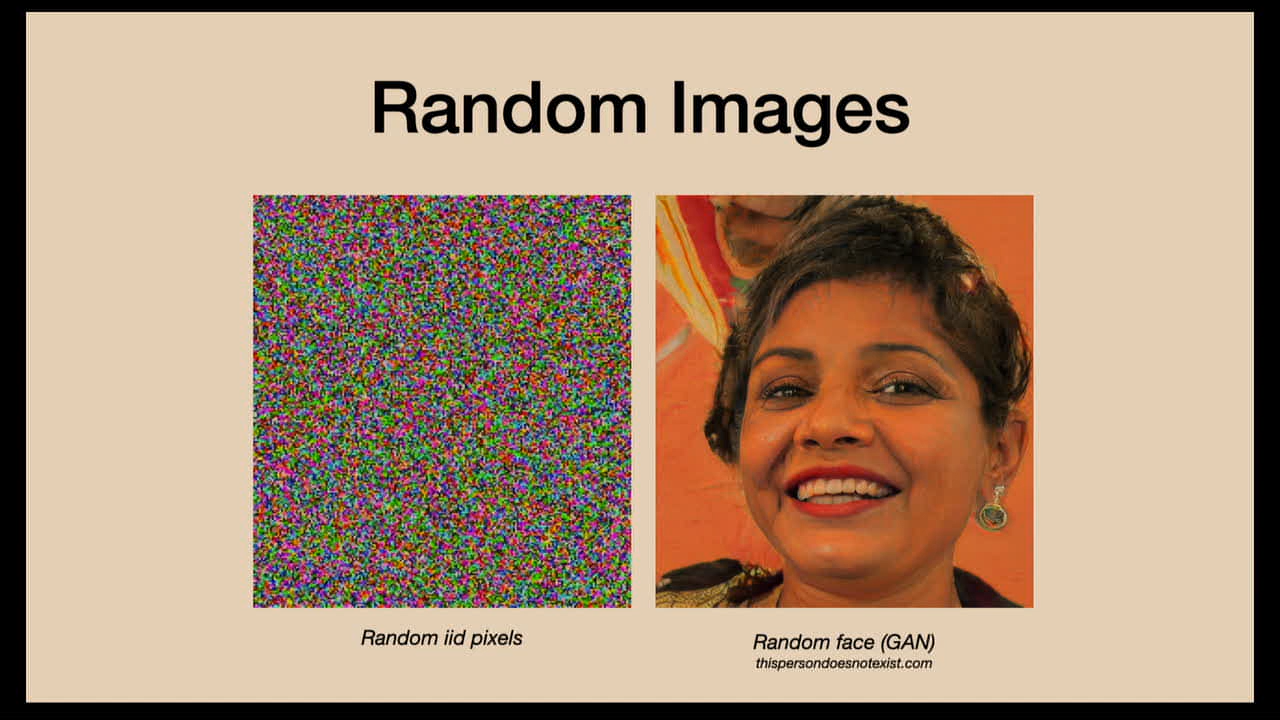 Random Images
Random iid pixels
Random face (GAN)
thispersondoesnotexist.com